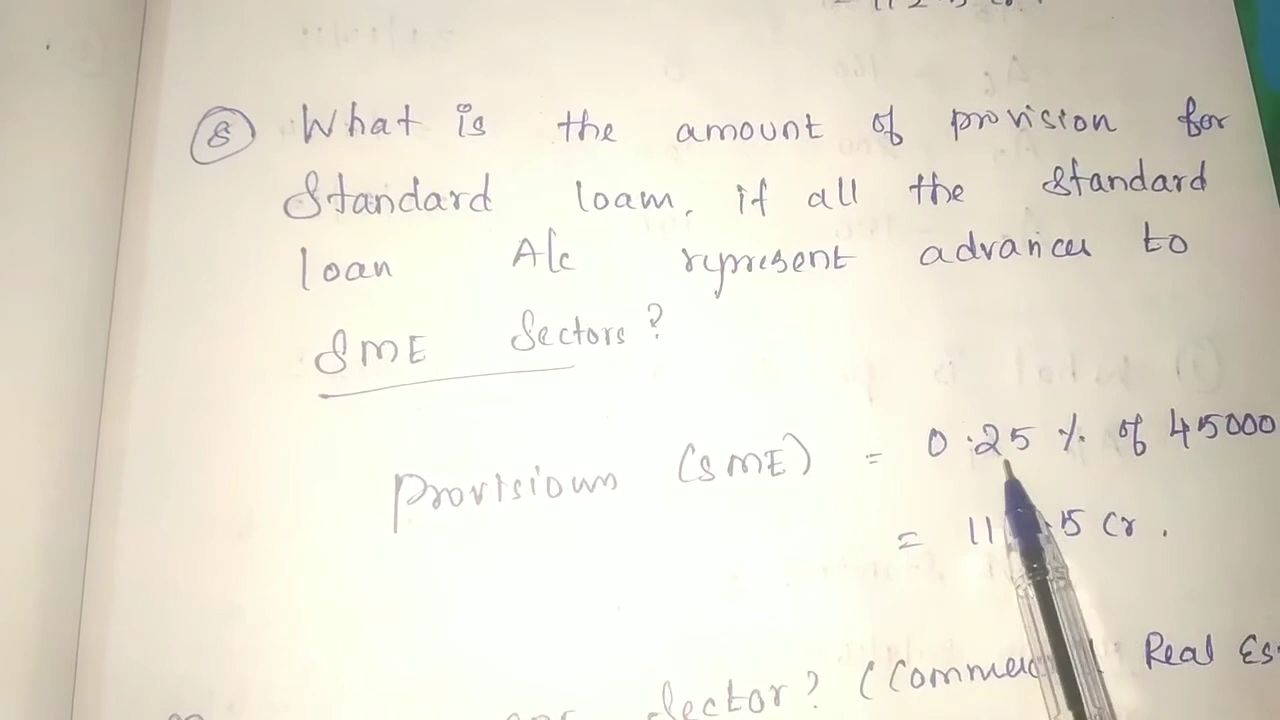 8 What is the amount of provision for
Standard loam, if all the standard
loan A/c represent advances to
SME Sectors?
Provisions (SME) = 0.25 % of 45000
= 11 5 Cr.
Sector? (Commer Real Es